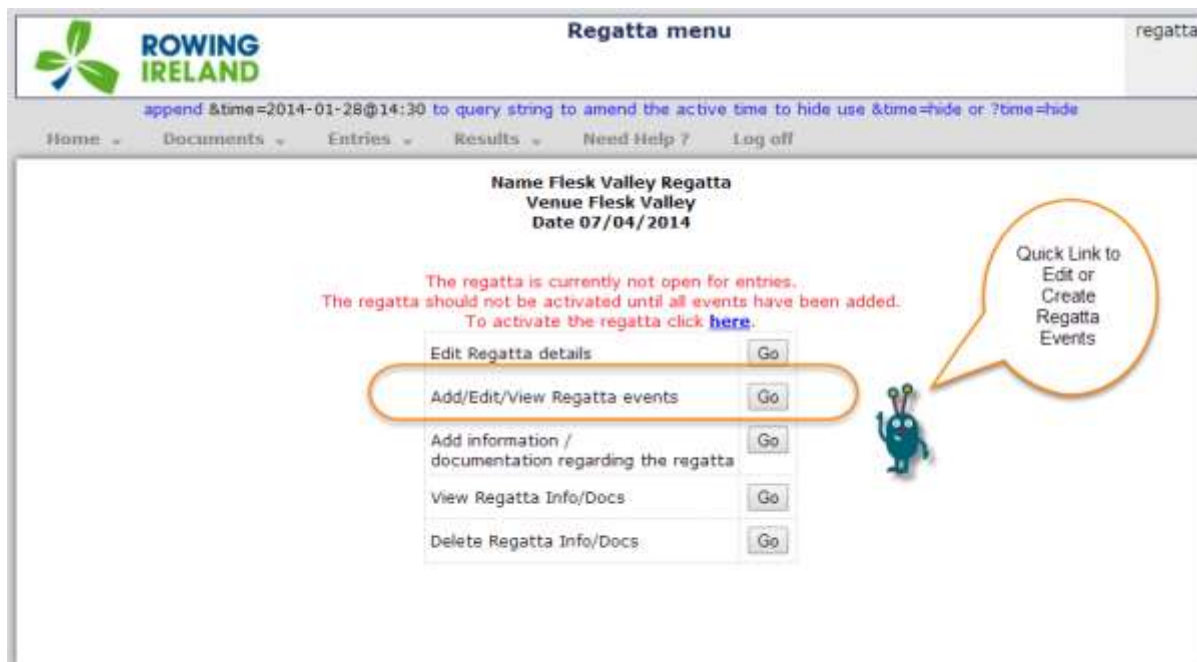 ROWING
IRELAND
Regatta menu
regatta
append &time=2014-01-28@14:30 to query string to amend the active time to hide use &time=hide or ?time=hide
Home Documents Entries Results Need Help ? Log off
Name Flesk Valley Regatta
Venue Flesk Valley
Date 07/04/2014
The regatta is currently not open for entries.
The regatta should not be activated until all events have been added.
To activate the regatta click here.
Edit Regatta details Go
Add/Edit/View Regatta events Go
Add information / Go
documentation regarding the regatta
View Regatta Info/Docs Go
Delete Regatta Info/Docs Go
Quick Link to
Edit or
Create
Regatta
Events